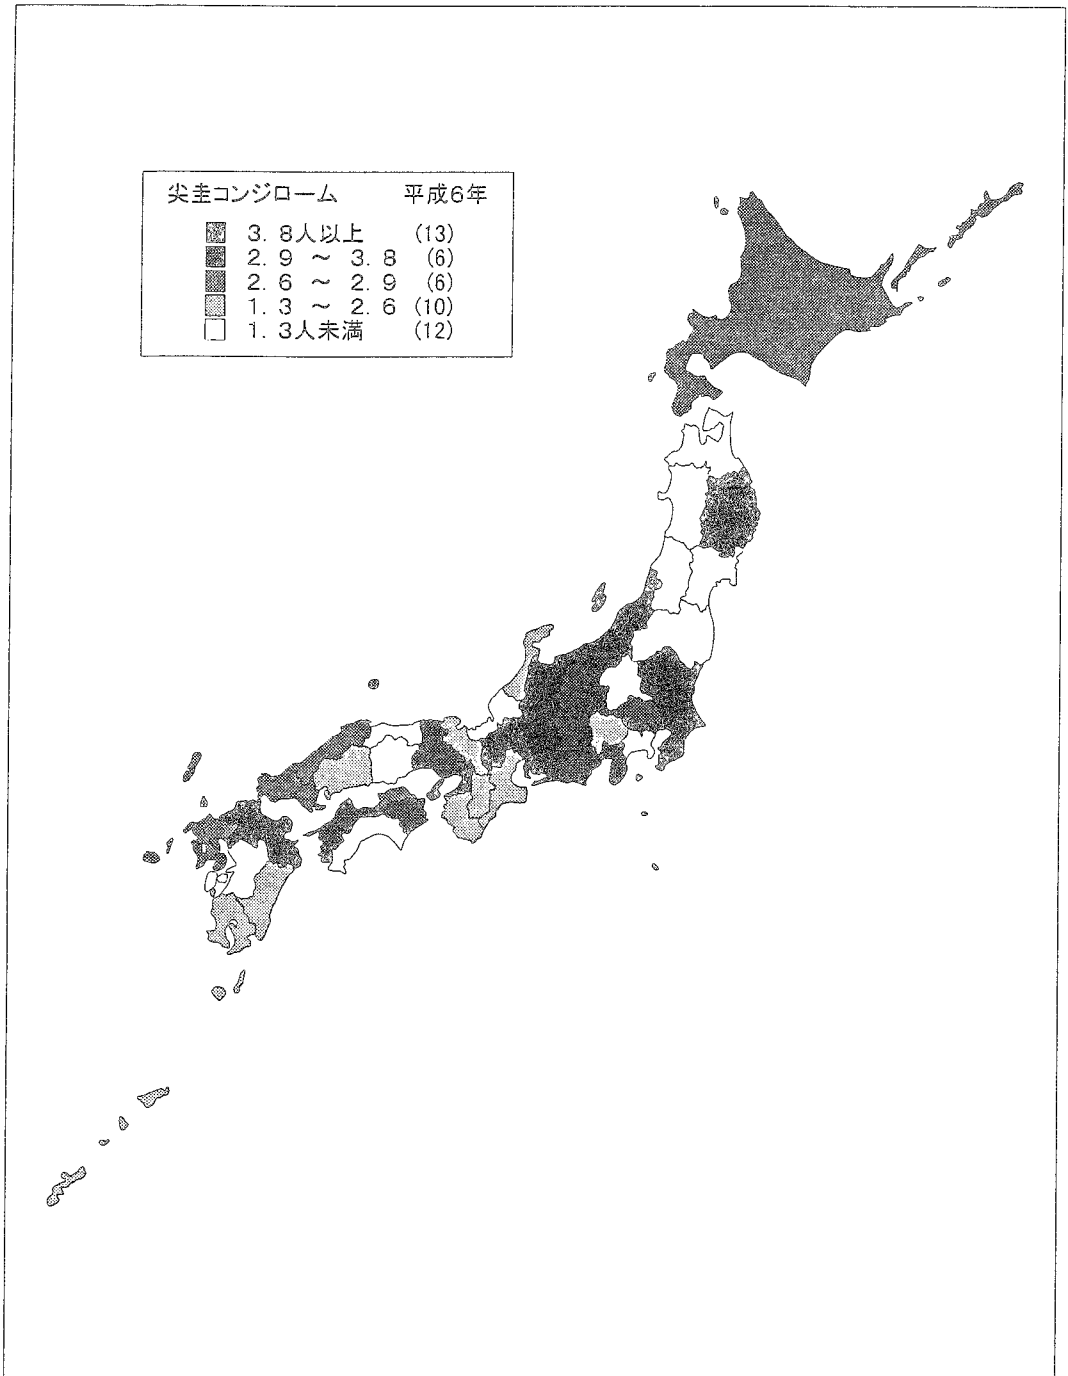 尖圭コンジローム 平成6年
3.8人以上 (13)
2.9 ～ 3.8 (6)
2.6 ～ 2.9 (6)
1.3 ～ 2.6 (10)
1.3人未満 (12)